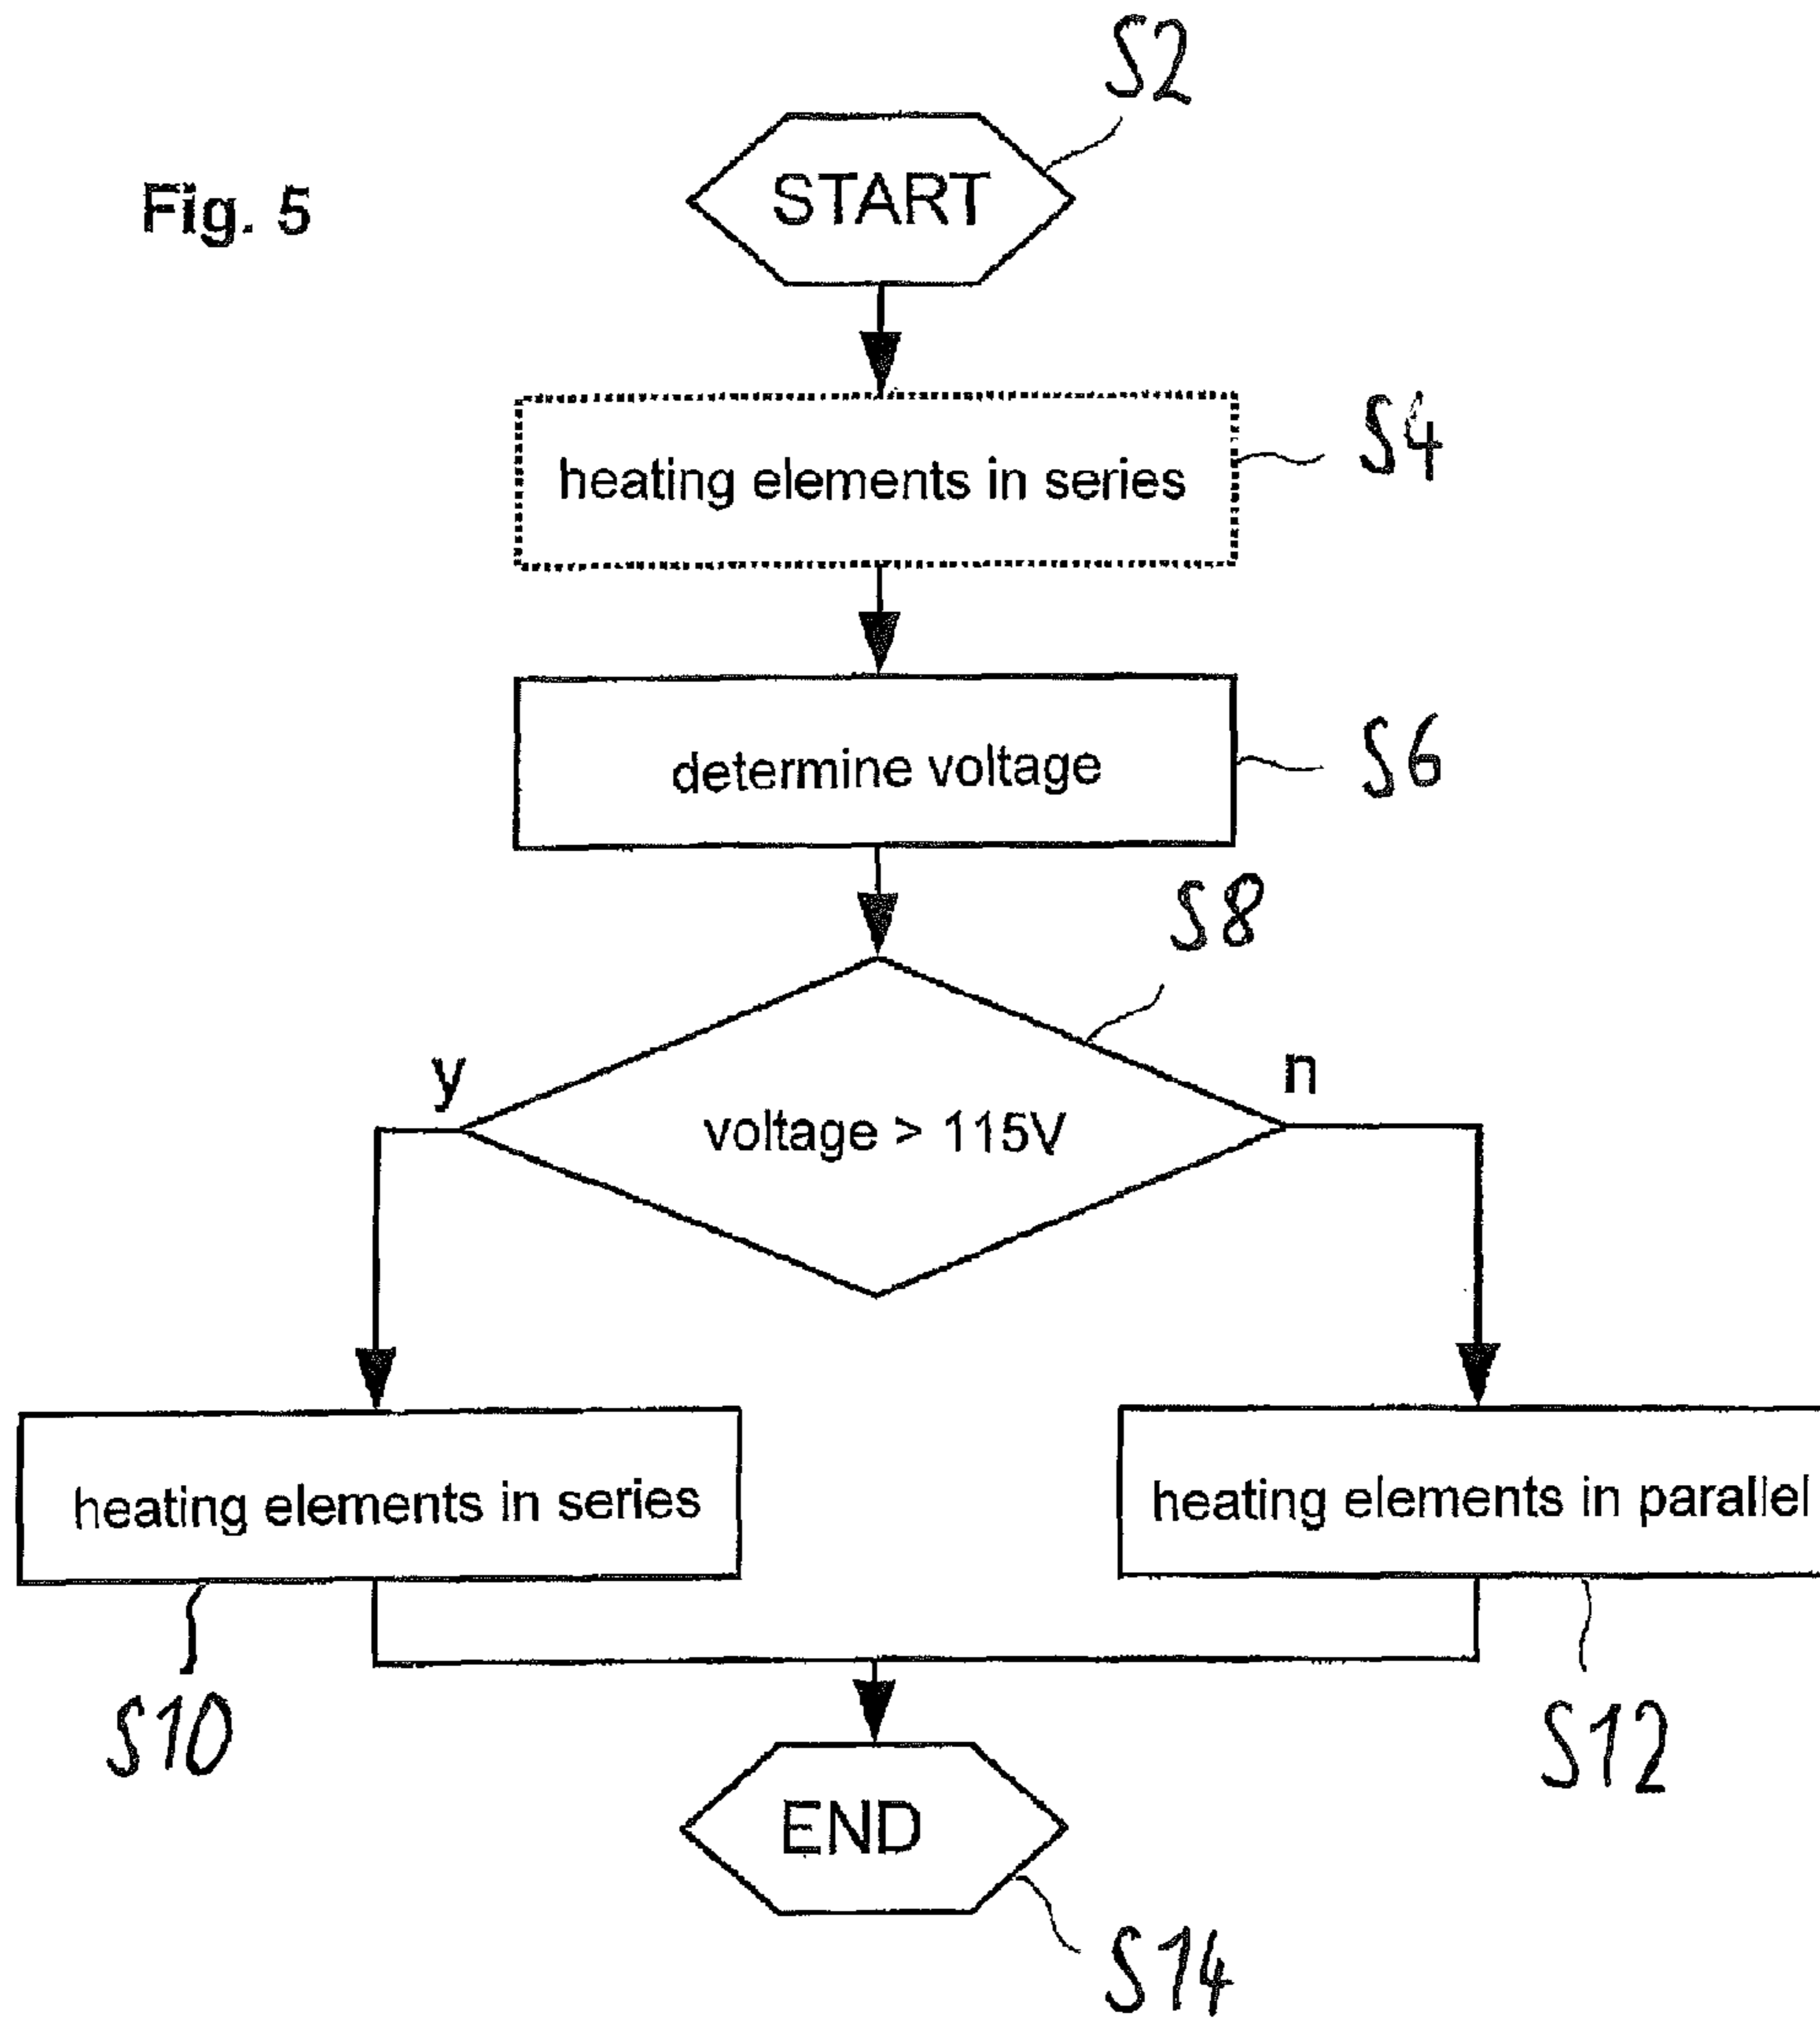 S2
Fig. 5
START
heating elements in series
S4
determine voltage
S6
S8
y
n
voltage > 115V
heating elements in series
heating elements in parallel
S10
S12
END
S14